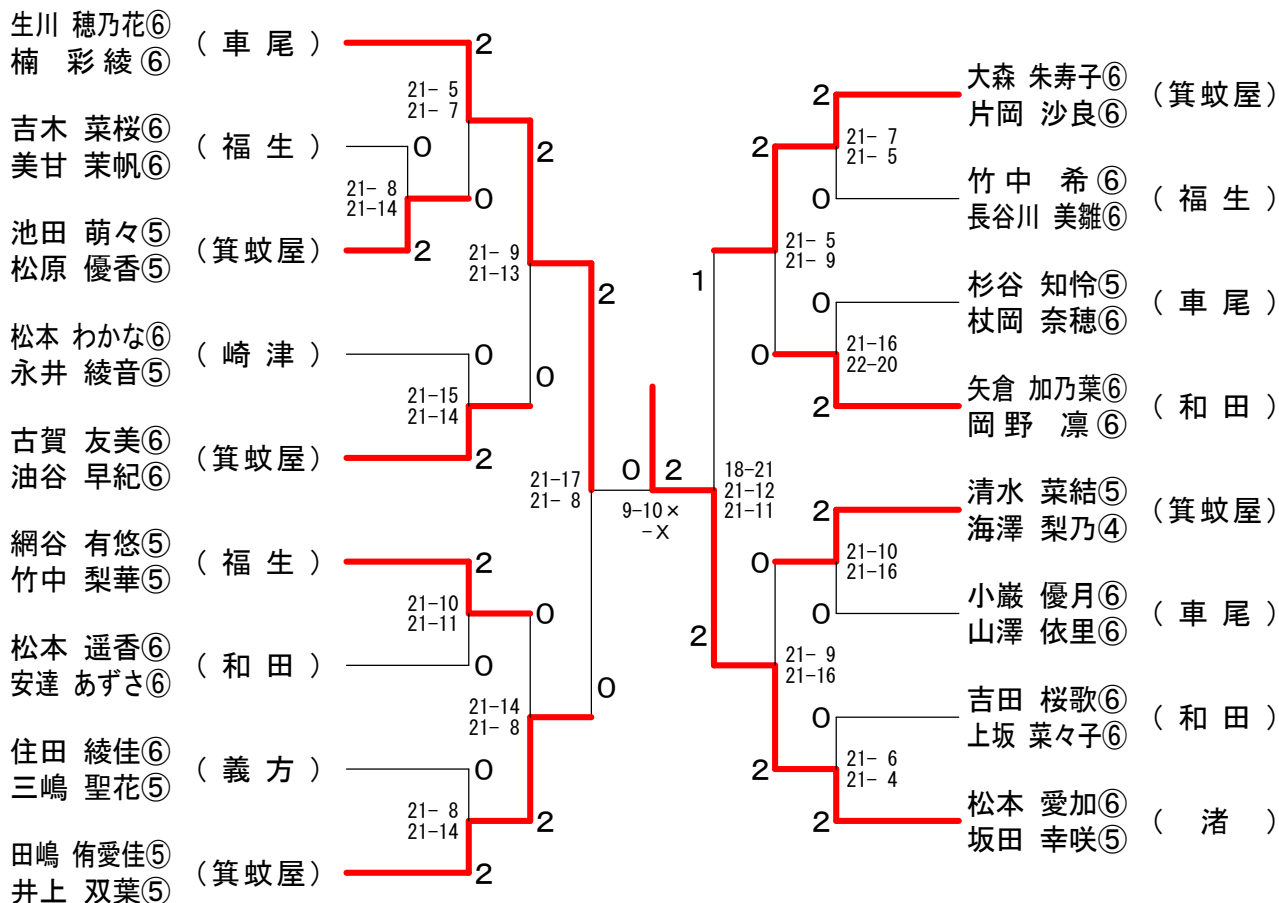 生川 穂乃花⑥
楠 彩綾⑥
(車尾)
2
21- 5
21- 7
吉木 菜桜⑥
美甘 茉帆⑥
(福生)
0
2
21- 8
21-14
0
池田 萌々⑤
松原 優香⑤
(箕蚊屋)
2
21- 9
21-13
2
松本 わかな⑥
永井 綾音⑤
(崎津)
0
21-15
21-14
0
古賀 友美⑥
油谷 早紀⑥
(箕蚊屋)
2
21-17
21- 8
網谷 有悠⑤
竹中 梨華⑤
(福生)
2
21-10
21-11
0
松本 遥香⑥
安達 あずさ⑥
(和田)
0
21-14
21- 8
0
住田 綾佳⑥
三嶋 聖花⑤
(義方)
0
21- 8
21-14
2
田嶋 侑愛佳⑤
井上 双葉⑤
(箕蚊屋)
2
0 2
9-10×
-X
大森 朱寿子⑥
片岡 沙良⑥
(箕蚊屋)
2
21- 7
21- 5
2
竹中 希⑥
長谷川 美雛⑥
(福生)
0
21- 5
21- 9
1
杉谷 知怜⑤
杖岡 奈穂⑥
(車尾)
0
21-16
22-20
0
矢倉 加乃葉⑥
岡野 凛⑥
(和田)
2
18-21
21-12
21-11
清水 菜結⑤
海澤 梨乃④
(箕蚊屋)
2
21-10
21-16
0
小巌 優月⑥
山澤 依里⑥
(車尾)
0
2
21- 9
21-16
吉田 桜歌⑥
上坂 菜々子⑥
(和田)
0
21- 6
21- 4
2
松本 愛加⑥
坂田 幸咲⑤
(渚)
2